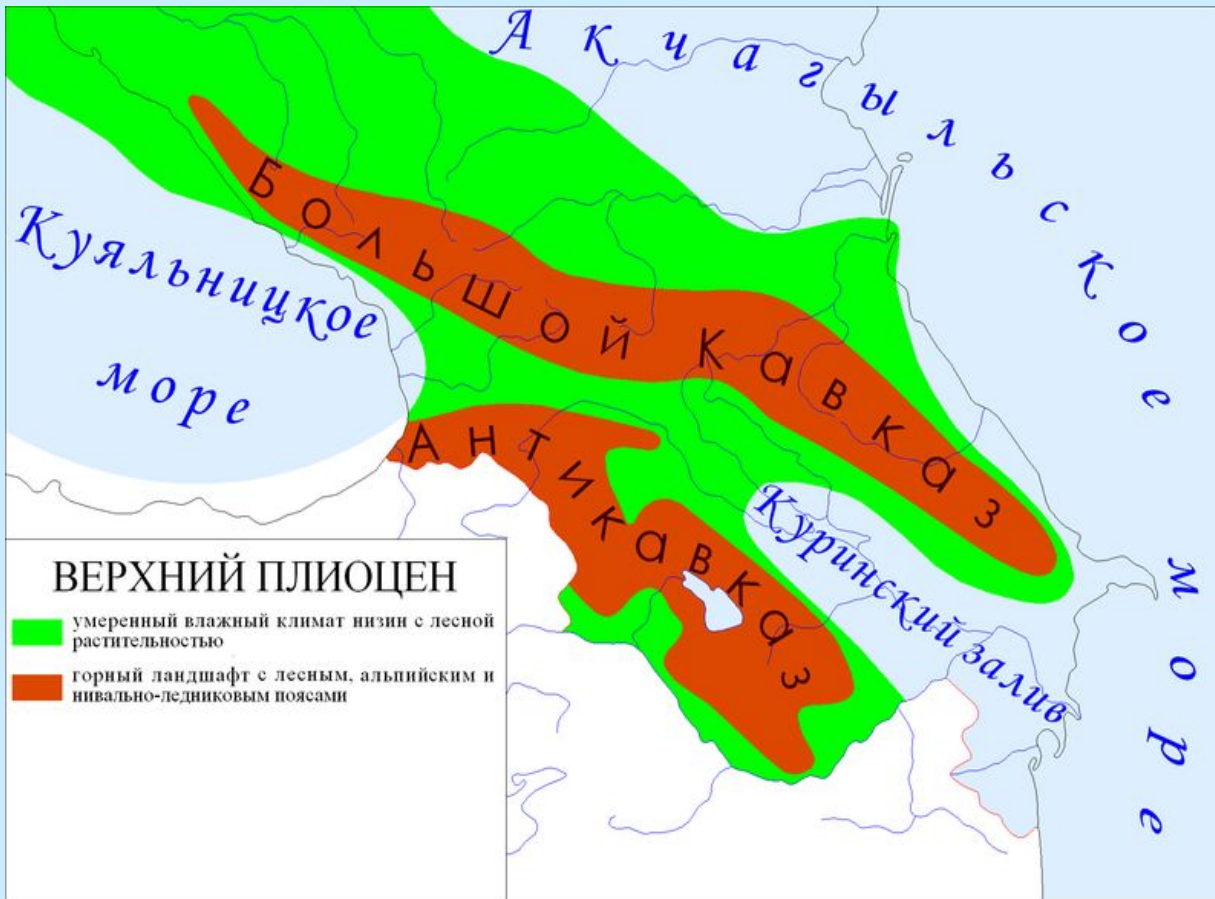 Акчагыльское море
Большой Кавказ
Куяльницкое
море
Антикавказ
Куринский залив
ВЕРХНИЙ ПЛИОЦЕН
умеренный влажный климат низин с лесной
растительностью
горный ландшафт с лесным, альпийским и
нивально-ледниковым поясами